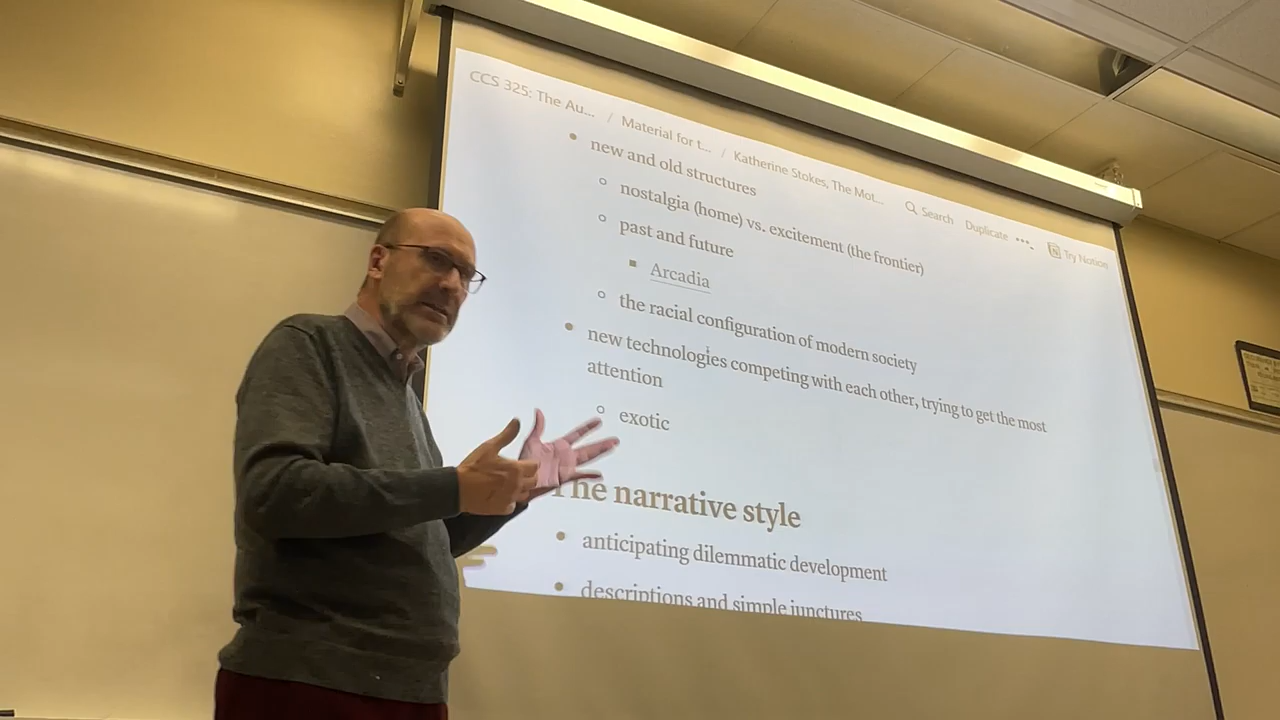 CCS 325: The Au... / Material for t... / Katherine Stokes, The Mot... Search Duplicate ••• Try Notion
• new and old structures
◦ nostalgia (home) vs. excitement (the frontier)
◦ past and future
▪ Arcadia
◦ the racial configuration of modern society
• new technologies competing with each other, trying to get the most
attention
◦ exotic
The narrative style
• anticipating dilemmatic development
• descriptions and simple junctures